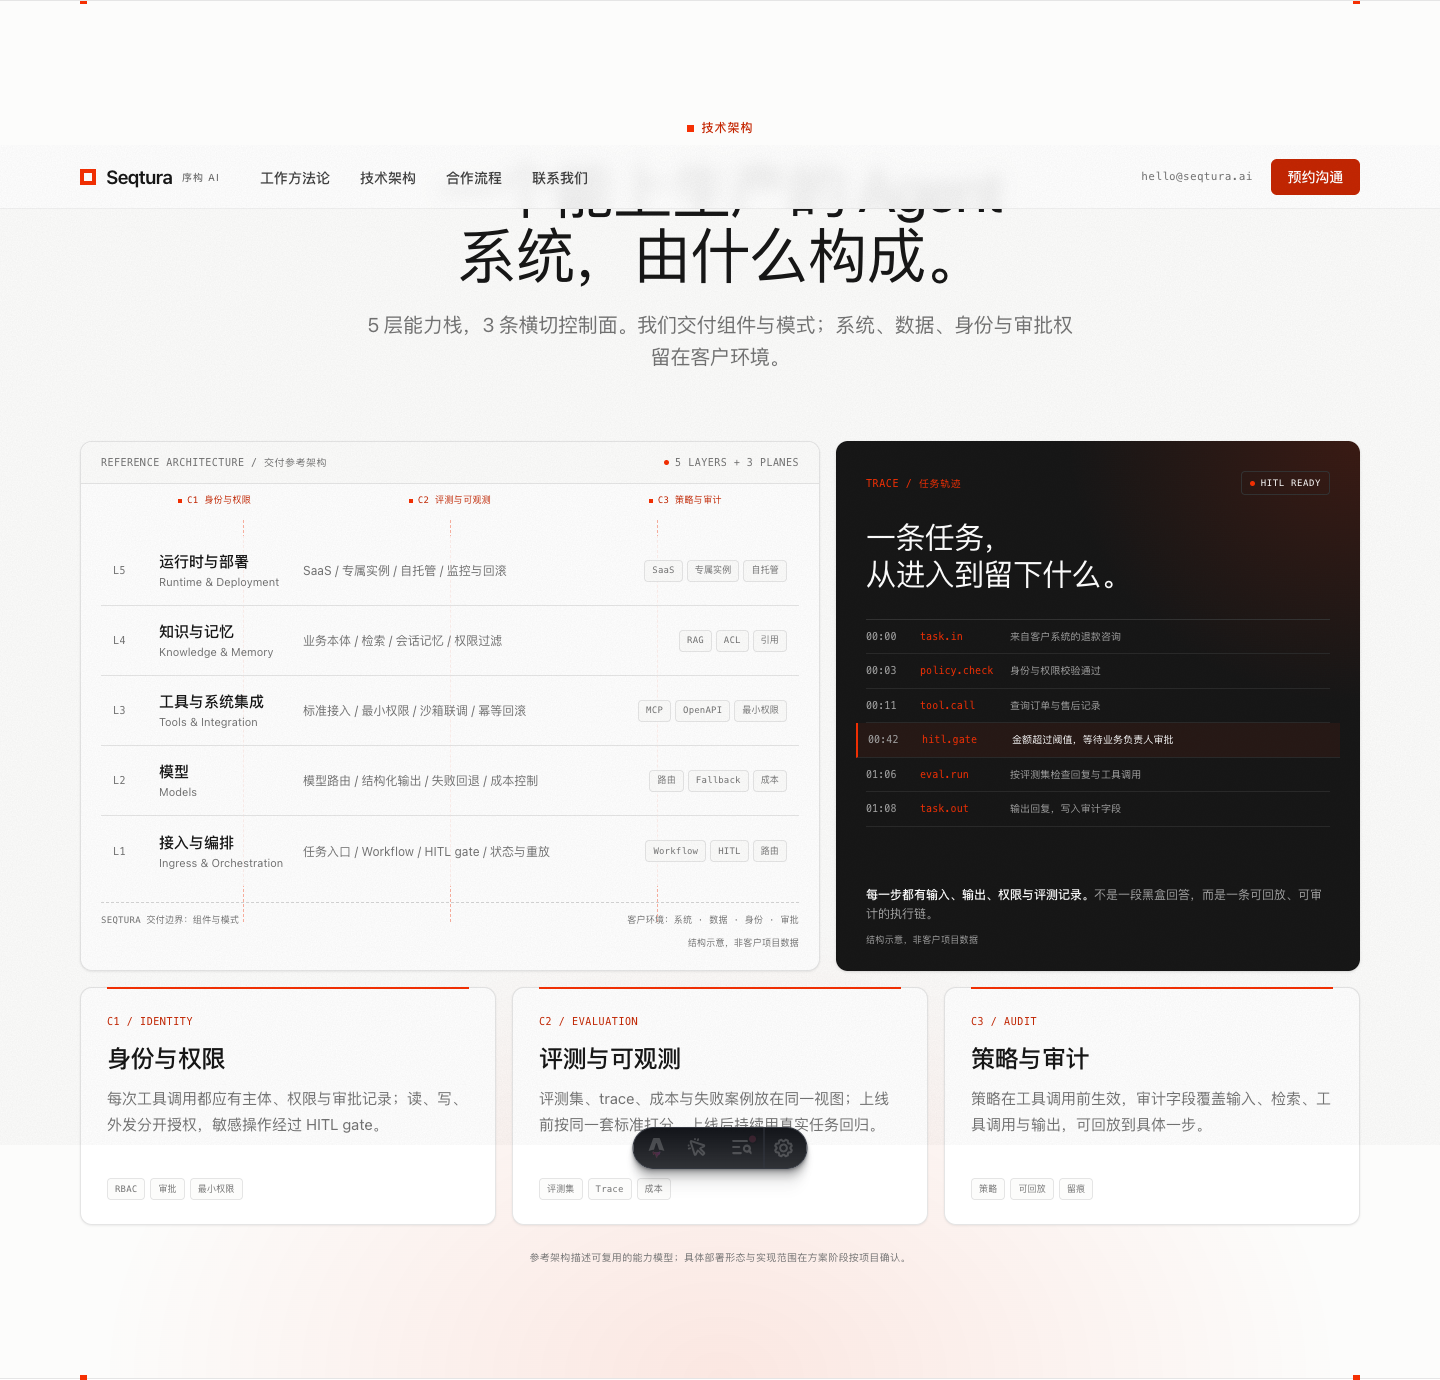 技术架构
Seqtura 序构 AI 工作方法论 技术架构 合作流程 联系我们 hello@seqtura.ai 预约沟通
一个能上生产的 Agent
系统，由什么构成。
5 层能力栈，3 条横切控制面。我们交付组件与模式；系统、数据、身份与审批权
留在客户环境。
REFERENCE ARCHITECTURE / 交付参考架构 5 LAYERS + 3 PLANES
C1 身份与权限 C2 评测与可观测 C3 策略与审计
L5 运行时与部署 SaaS / 专属实例 / 自托管 / 监控与回滚 SaaS 专属实例 自托管
Runtime & Deployment
L4 知识与记忆 业务本体 / 检索 / 会话记忆 / 权限过滤 RAG ACL 引用
Knowledge & Memory
L3 工具与系统集成 标准接入 / 最小权限 / 沙箱联调 / 幂等回滚 MCP OpenAPI 最小权限
Tools & Integration
L2 模型 模型路由 / 结构化输出 / 失败回退 / 成本控制 路由 Fallback 成本
Models
L1 接入与编排 任务入口 / Workflow / HITL gate / 状态与重放 Workflow HITL 路由
Ingress & Orchestration
SEQTURA 交付边界：组件与模式 客户环境：系统 · 数据 · 身份 · 审批
结构示意，非客户项目数据
TRACE / 任务轨迹 HITL READY
一条任务，
从进入到留下什么。
00:00 task.in 来自客户系统的退款咨询
00:03 policy.check 身份与权限校验通过
00:11 tool.call 查询订单与售后记录
00:42 hitl.gate 金额超过阈值，等待业务负责人审批
01:06 eval.run 按评测集检查回复与工具调用
01:08 task.out 输出回复，写入审计字段
每一步都有输入、输出、权限与评测记录。不是一段黑盒回答，而是一条可回放、可审
计的执行链。
结构示意，非客户项目数据
C1 / IDENTITY
身份与权限
每次工具调用都应有主体、权限与审批记录；读、写、
外发分开授权，敏感操作经过 HITL gate。
RBAC 审批 最小权限
C2 / EVALUATION
评测与可观测
评测集、trace、成本与失败案例放在同一视图；上线
前按同一套标准打分，上线后持续用真实任务回归。
评测集 Trace 成本
C3 / AUDIT
策略与审计
策略在工具调用前生效，审计字段覆盖输入、检索、工
具调用与输出，可回放到具体一步。
策略 可回放 留痕
参考架构描述可复用的能力模型；具体部署形态与实现范围在方案阶段按项目确认。